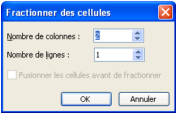 Fractionner des cellules
Nombre de colonnes : 2
Nombre de lignes : 1
Fusionner les cellules avant de fractionner
OK Annuler